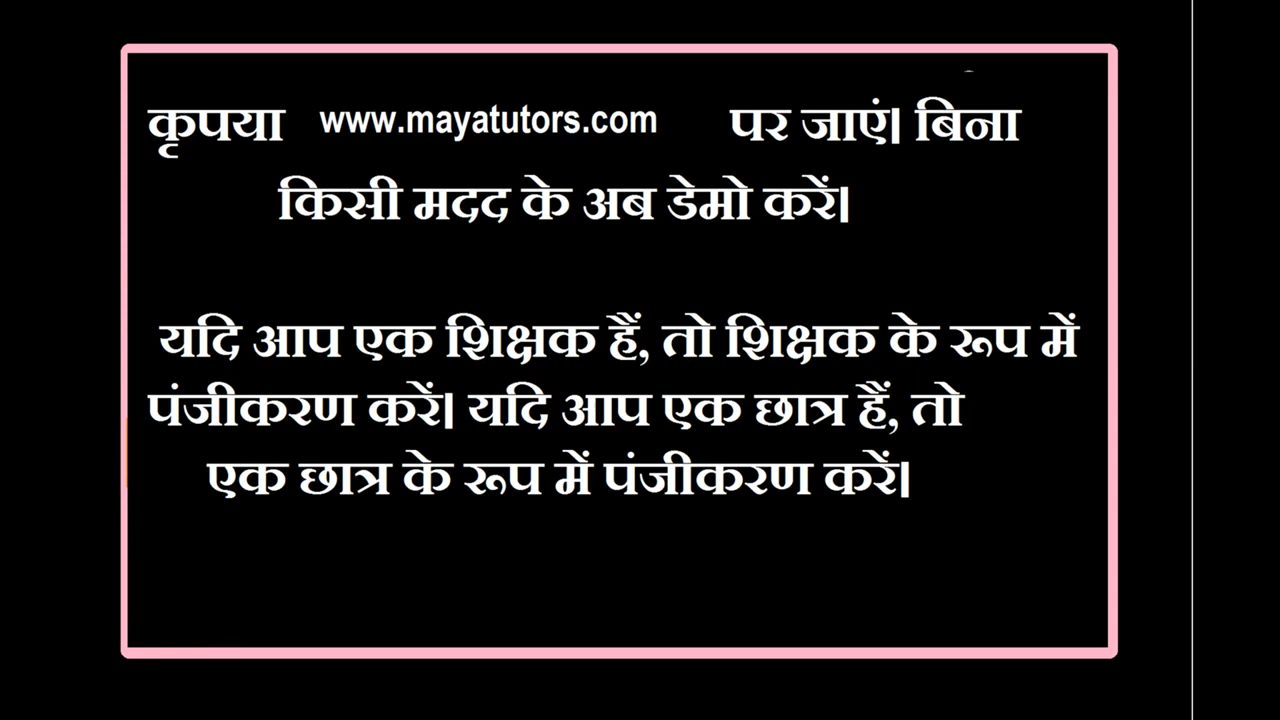 कृपया www.mayatutors.com पर जाएं। बिना
किसी मदद के अब डेमो करें।
यदि आप एक शिक्षक हैं, तो शिक्षक के रूप में
पंजीकरण करें। यदि आप एक छात्र हैं, तो
एक छात्र के रूप में पंजीकरण करें।